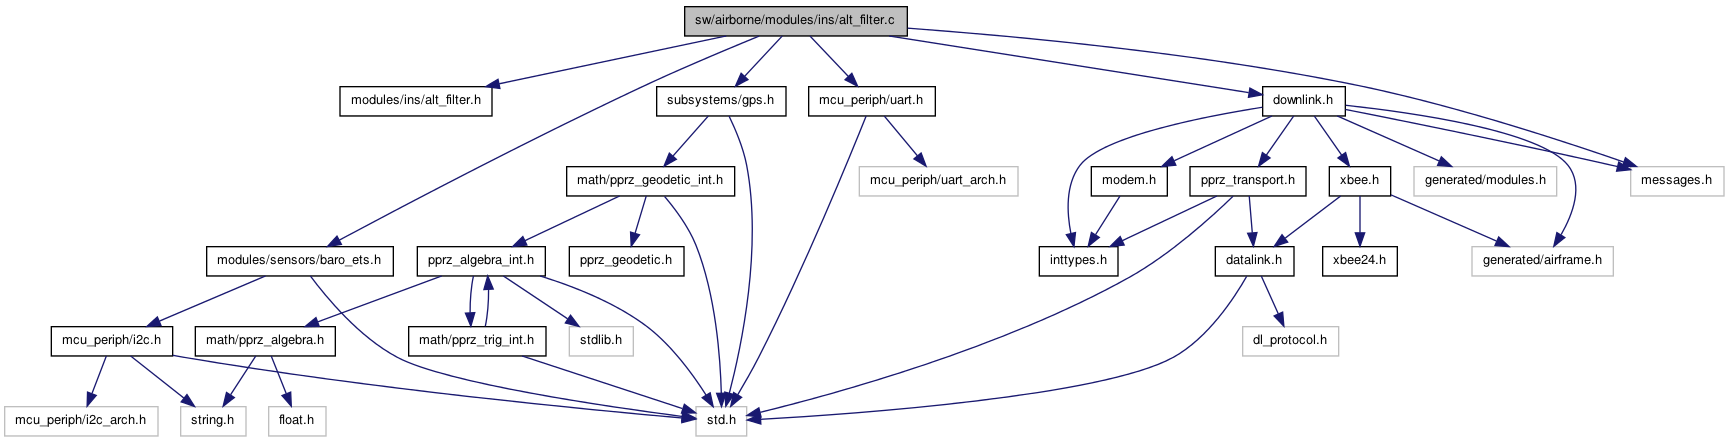 sw/airborne/modules/ins/alt_filter.c
modules/ins/alt_filter.h
subsystems/gps.h
mcu_periph/uart.h
downlink.h
math/pprz_geodetic_int.h
mcu_periph/uart_arch.h
modem.h
pprz_transport.h
xbee.h
generated/modules.h
messages.h
modules/sensors/baro_ets.h
pprz_algebra_int.h
pprz_geodetic.h
inttypes.h
datalink.h
xbee24.h
generated/airframe.h
mcu_periph/i2c.h
math/pprz_algebra.h
math/pprz_trig_int.h
stdlib.h
dl_protocol.h
mcu_periph/i2c_arch.h
string.h
float.h
std.h